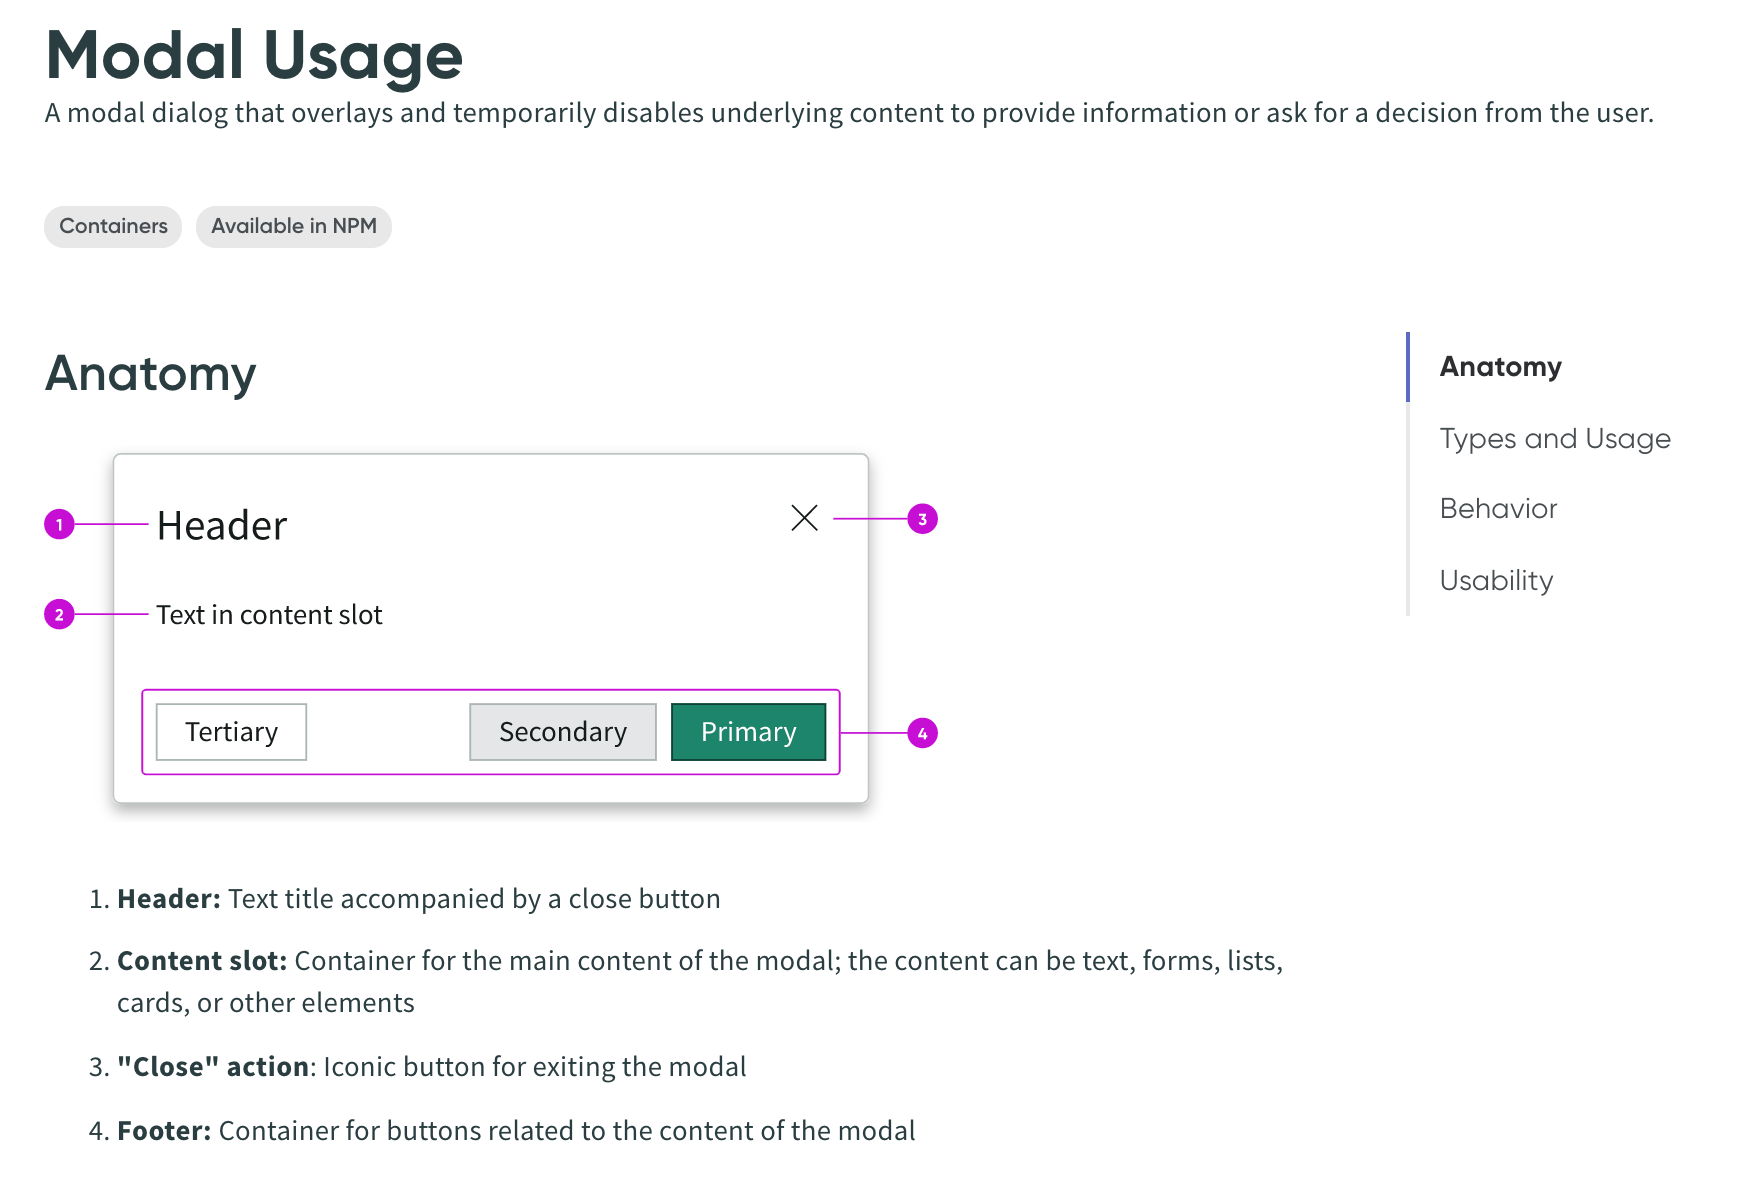 Modal Usage
A modal dialog that overlays and temporarily disables underlying content to provide information or ask for a decision from the user.
Containers
Available in NPM
Anatomy
1
Header
3
2
Text in content slot
Tertiary
Secondary
Primary
4
1. Header: Text title accompanied by a close button
2. Content slot: Container for the main content of the modal; the content can be text, forms, lists,
cards, or other elements
3. "Close" action: Iconic button for exiting the modal
4. Footer: Container for buttons related to the content of the modal
Anatomy
Types and Usage
Behavior
Usability